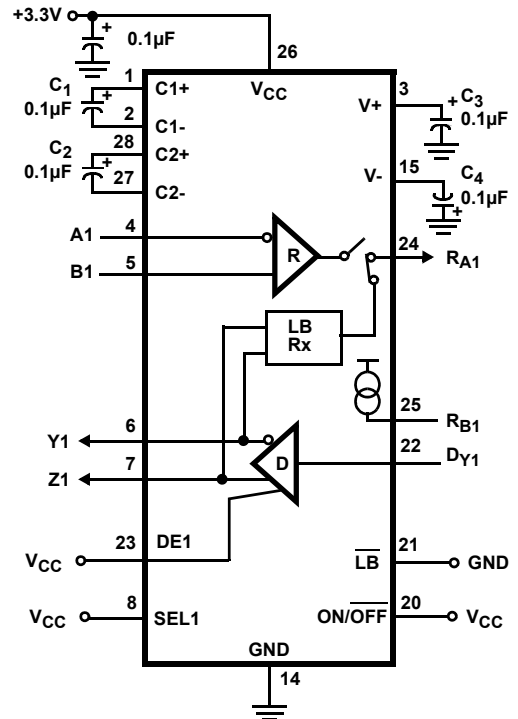 +3.3V
+
0.1µF
26
1
C1+
VCC
3
C1
+
0.1µF
V+
+
C3
0.1µF
2
C1-
28
C2+
C2
+
0.1µF
27
C2-
V-
15
C4
0.1µF
+
A1
4
R
24
RA1
B1
5
LB
Rx
25
RB1
Y1
6
22
DY1
Z1
7
D
VCC
23
DE1
LB
21
GND
VCC
8
SEL1
ON/OFF
20
VCC
GND
14